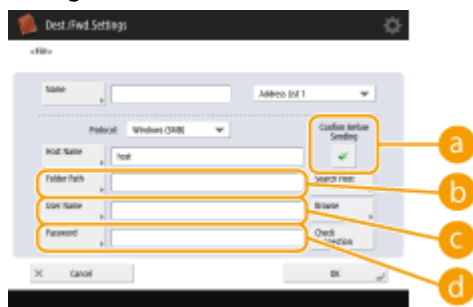 Dest./Fwd.Settings
<File>
Name
Address List 1
Protocol: Windows (SMB)
Confirm Before
Sending
a
Host Name
host
Folder Path
Search Host
b
User Name
Browse
c
Password
Check
d
Cancel
OK